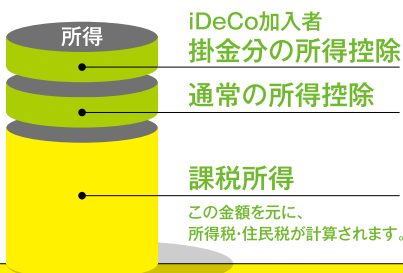 所得
iDeCo加入者
掛金分の所得控除
通常の所得控除
課税所得
この金額を元に、
所得税･住民税が計算されます。